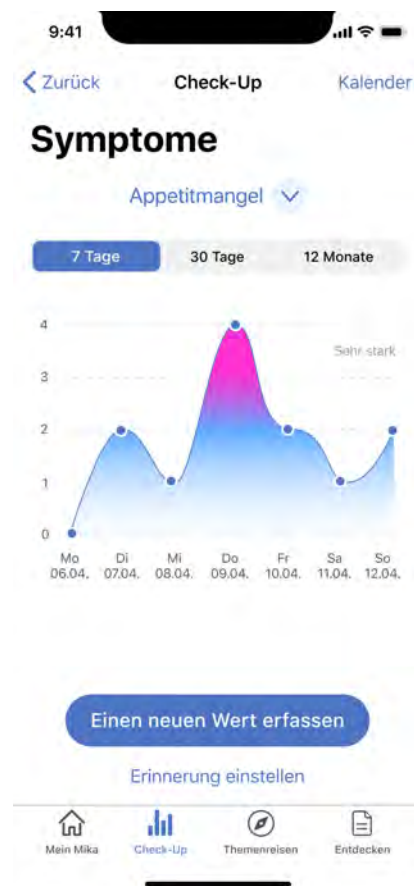 9:41
Zurück Check-Up Kalender
Symptome
Appetitmangel
7 Tage 30 Tage 12 Monate
4
Sehr stark
3
2
1
0
Mo Di Mi Do Fr Sa So
06.04. 07.04. 08.04. 09.04. 10.04. 11.04. 12.04.
Einen neuen Wert erfassen
Erinnerung einstellen
Mein Mika Check-Up Themenreisen Entdecken